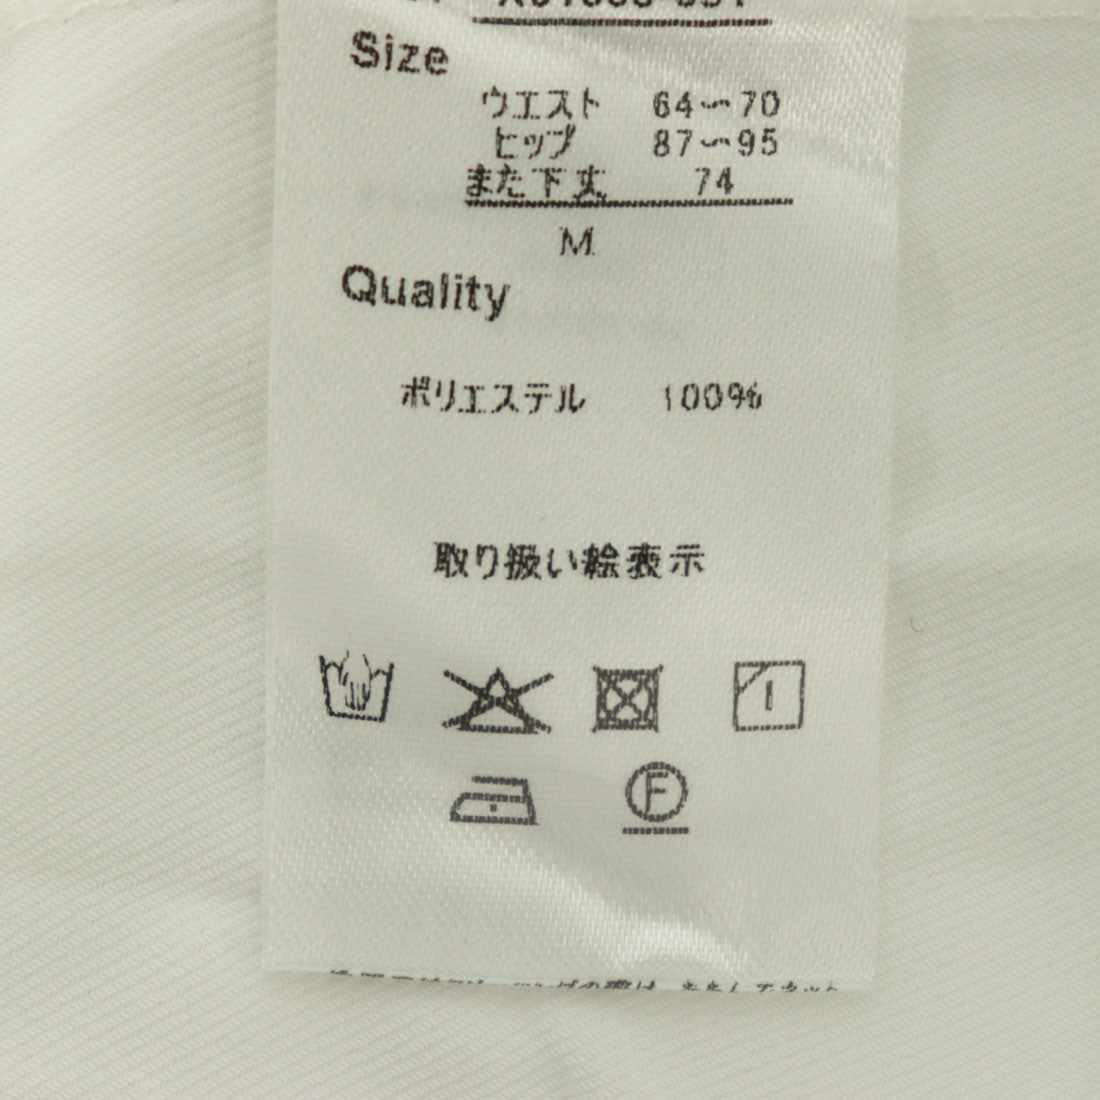 Size
ウエスト 64〜70
ヒップ 87〜95
また下丈 74
M
Quality
ポリエステル 100%
取り扱い絵表示
F